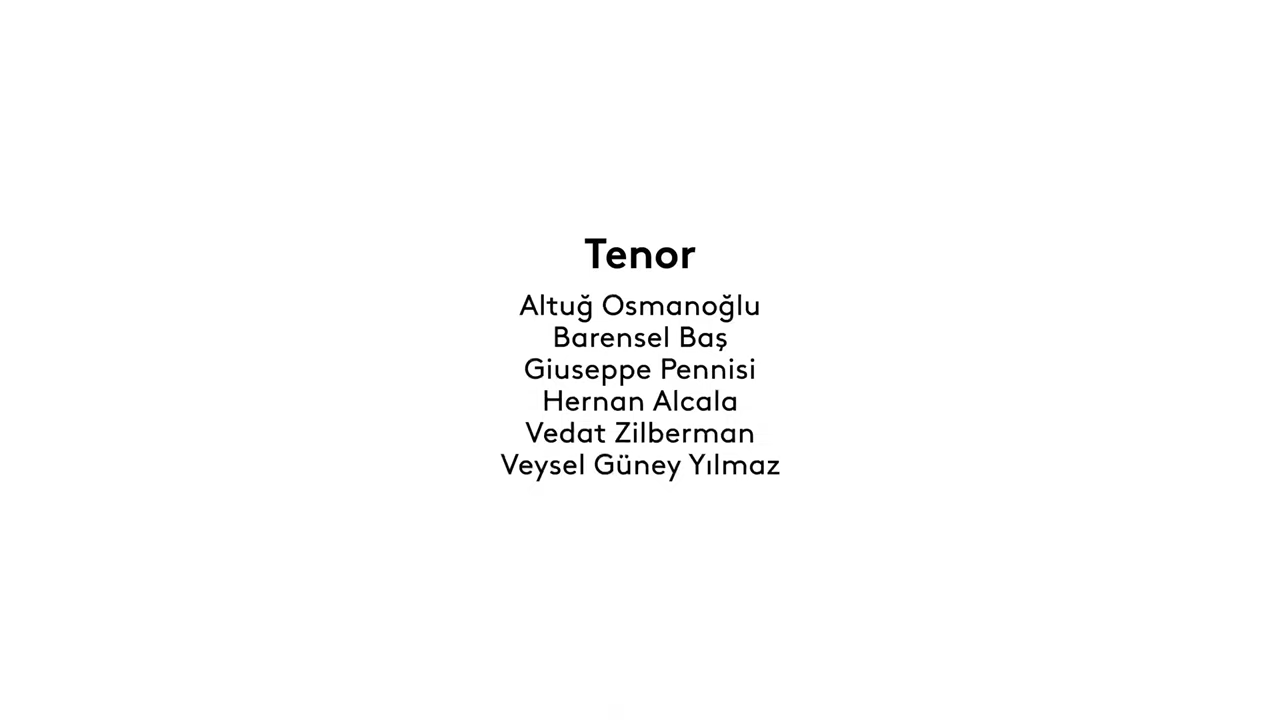 Tenor
Altuğ Osmanoğlu
Barensel Baş
Giuseppe Pennisi
Hernan Alcala
Vedat Zilberman
Veysel Güney Yılmaz